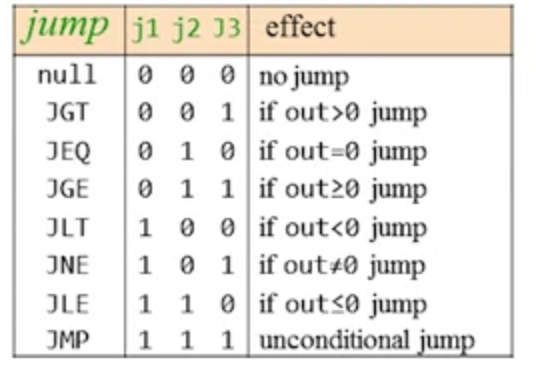 jump j1 j2 J3 effect
null 0 0 0 no jump
JGT 0 0 1 if out>0 jump
JEQ 0 1 0 if out=0 jump
JGE 0 1 1 if out≥0 jump
JLT 1 0 0 if out<0 jump
JNE 1 0 1 if out≠0 jump
JLE 1 1 0 if out≤0 jump
JMP 1 1 1 unconditional jump